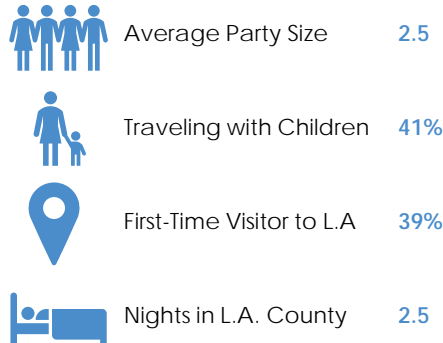 Average Party Size 2.5
Traveling with Children 41%
First-Time Visitor to L.A 39%
Nights in L.A. County 2.5